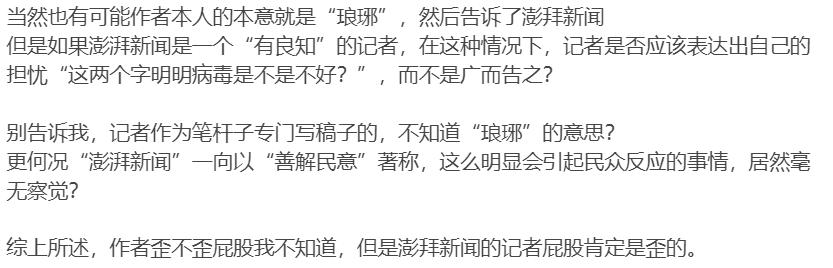 当然也有可能作者本人的本意就是“琅琊”，然后告诉了澎拜新闻
但是如果澎拜新闻是一个“有良知”的记者，在这种情况下，记者是否应该表达出自己的
担忧“这两个字明明病毒是不是不好？”，而不是广而告之？
别告诉我，记者作为笔杆子专门写稿子的，不知道“琅琊”的意思？
更何况“澎拜新闻”一向以“善解民意”著称，这么明显会引起民众反应的事情，居然毫
无察觉？
综上所述，作者歪不歪屁股我不知道，但是澎拜新闻的记者屁股肯定是歪的。